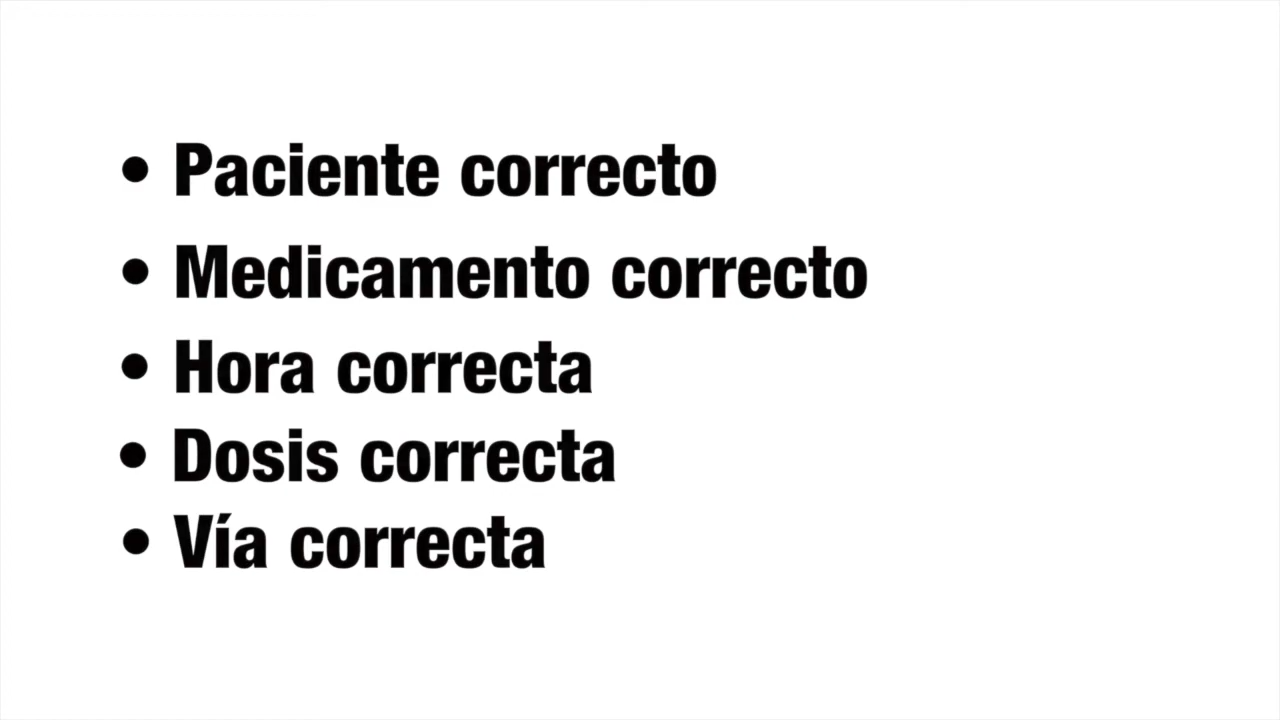 • Paciente correcto
• Medicamento correcto
• Hora correcta
• Dosis correcta
• Vía correcta